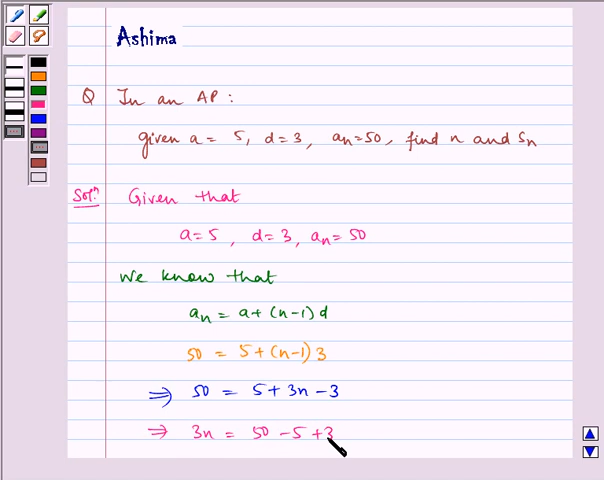 Ashima
Q In an AP :
given a = 5, d = 3, aₙ = 50, find n and Sₙ
Solⁿ Given that
a = 5 , d = 3, aₙ = 50
We know that
aₙ = a + (n-1) d
50 = 5 + (n-1) 3
⇒ 50 = 5 + 3n - 3
⇒ 3n = 50 - 5 + 3